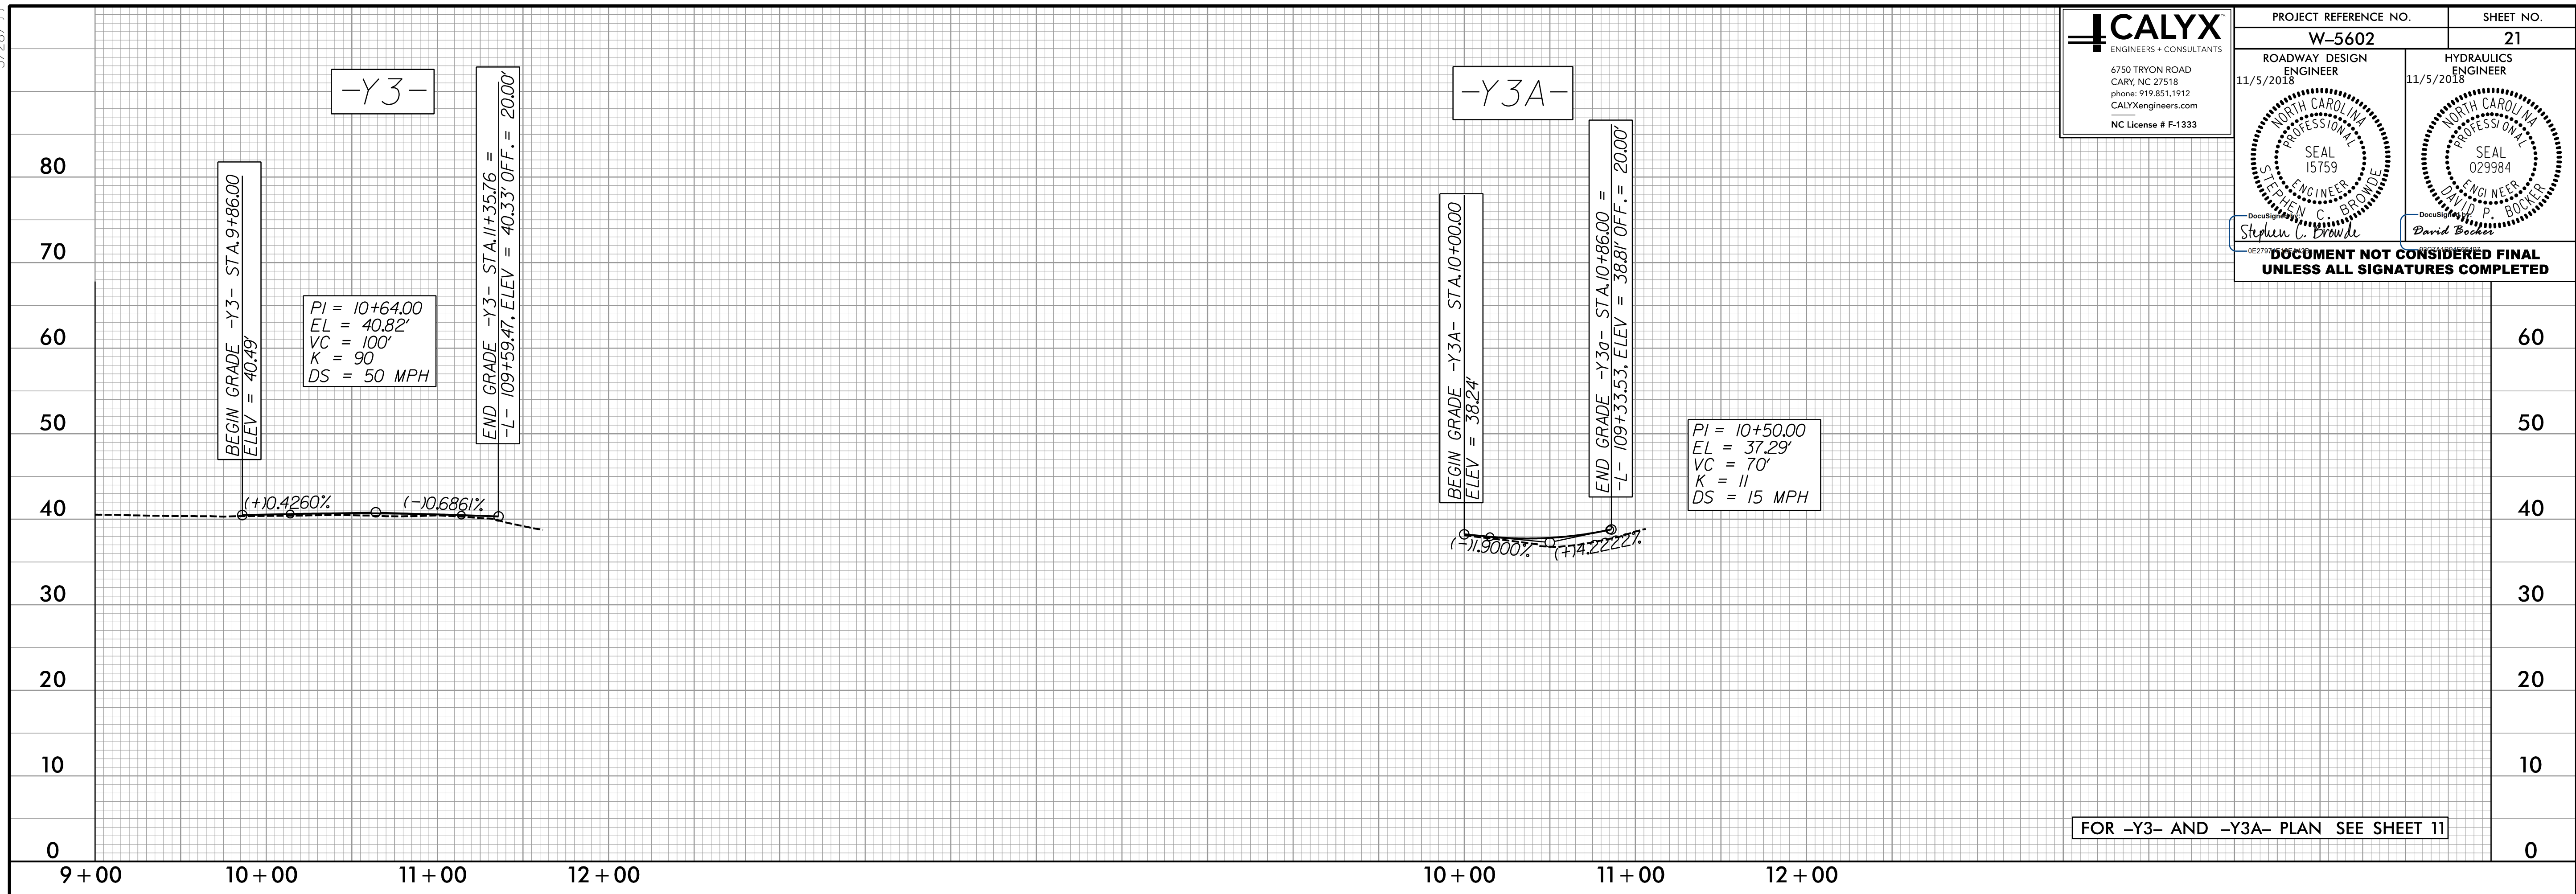 -Y3-
BEGIN GRADE -Y3- STA.9+86.00
ELEV = 40.49'
PI = 10+64.00
EL = 40.82'
VC = 100'
K = 90
DS = 50 MPH
END GRADE -Y3- STA.11+35.76 =
-L- 109+59.47, ELEV = 40.33' OFF. = 20.00'
(+)0.4260%
(-)0.6861%
-Y3A-
BEGIN GRADE -Y3A- STA.10+00.00
ELEV = 38.24'
END GRADE -Y3a- STA.10+86.00 =
-L- 109+33.53, ELEV = 38.81' OFF. = 20.00'
PI = 10+50.00
EL = 37.29'
VC = 70'
K = 11
DS = 15 MPH
(-)1.9000%
(+)4.2222%
CALYX
ENGINEERS + CONSULTANTS
6750 TRYON ROAD
CARY, NC 27518
phone: 919.851.1912
CALYXengineers.com
NC License # F-1333
PROJECT REFERENCE NO.
SHEET NO.
W-5602
21
ROADWAY DESIGN
ENGINEER
11/5/2018
NORTH CAROLINA
PROFESSIONAL
SEAL
15759
ENGINEER
STEPHEN C. BROWDE
Stephen C. Browde
HYDRAULICS
ENGINEER
11/5/2018
NORTH CAROLINA
PROFESSIONAL
SEAL
029984
ENGINEER
DAVID P. BOCKER
David Bocker
DOCUMENT NOT CONSIDERED FINAL
UNLESS ALL SIGNATURES COMPLETED
80
70
60
50
40
30
20
10
0
60
50
40
30
20
10
0
FOR -Y3- AND -Y3A- PLAN SEE SHEET 11
9+00
10+00
11+00
12+00
10+00
11+00
12+00